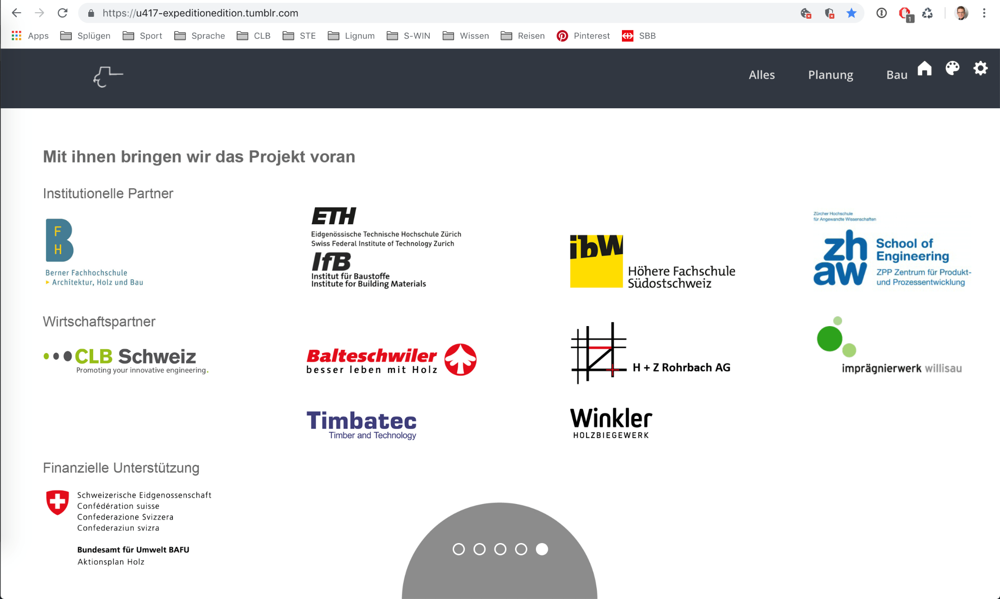 https://u417-expeditionedition.tumblr.com
1
Apps Splügen Sport Sprache CLB STE Lignum S-WIN Wissen Reisen Pinterest SBB
Alles Planung Bau
Mit ihnen bringen wir das Projekt voran
Institutionelle Partner
F
H
Berner Fachhochschule
Architektur, Holz und Bau
ETH
Eidgenössische Technische Hochschule Zürich
Swiss Federal Institute of Technology Zurich
IfB
Institut für Baustoffe
Institute for Building Materials
ibW
Höhere Fachschule
Südostschweiz
Zürcher Hochschule
für Angewandte Wissenschaften
zh
aw
School of
Engineering
ZPP Zentrum für Produkt-
und Prozessentwicklung
Wirtschaftspartner
CLB Schweiz
Promoting your innovative engineering.
Balteschwiler
besser leben mit Holz
H + Z Rohrbach AG
imprägnierwerk willisau
Timbatec
Timber and Technology
Winkler
HOLZBIEGEWERK
Finanzielle Unterstützung
Schweizerische Eidgenossenschaft
Confédération suisse
Confederazione Svizzera
Confederaziun svizra
Bundesamt für Umwelt BAFU
Aktionsplan Holz